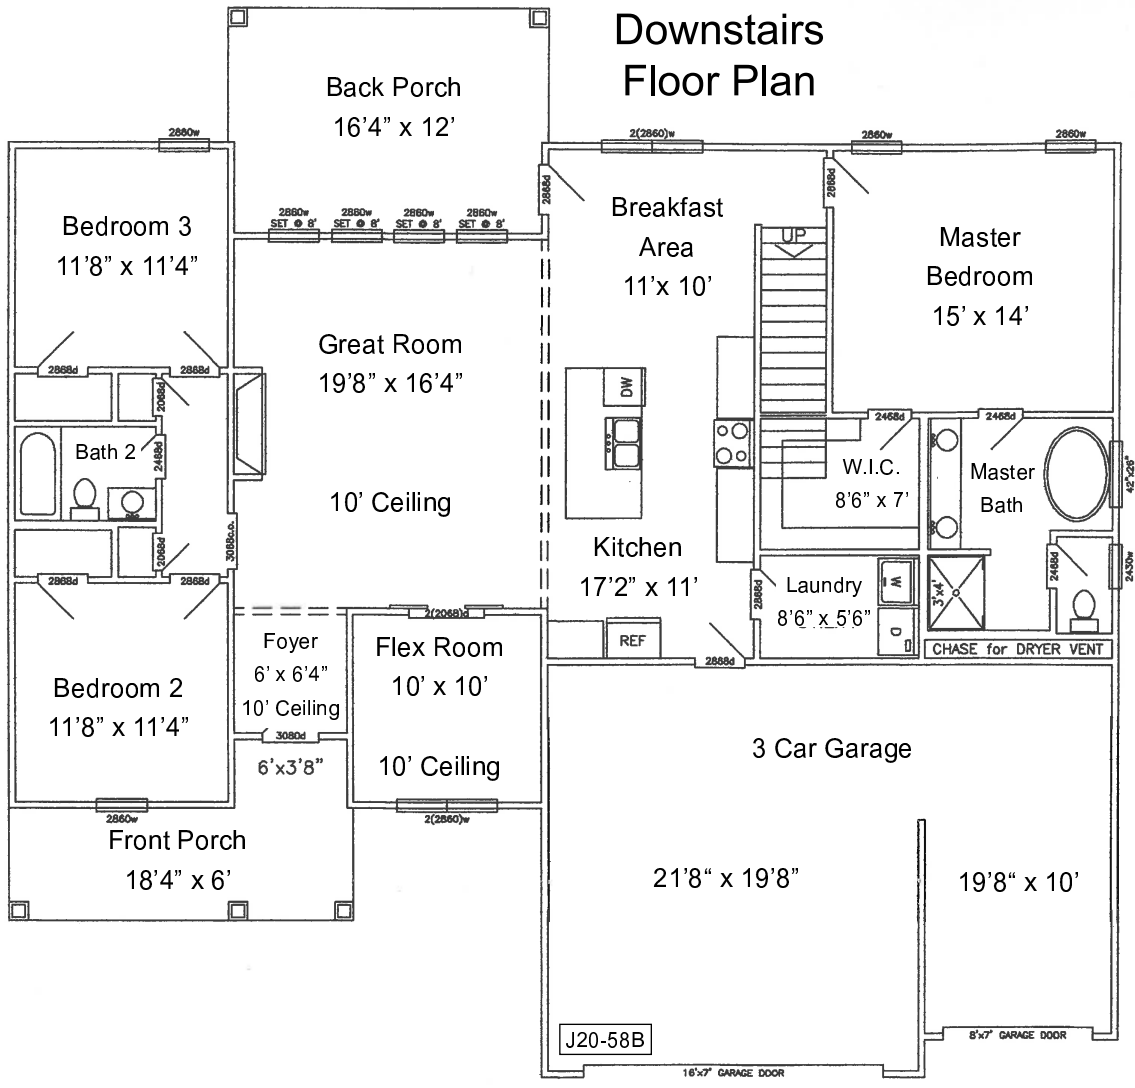 Downstairs
Floor Plan
Back Porch
16'4" x 12'
2860w
2(2860)w
2860w
2860w
2868d
2868d
Bedroom 3
11'8" x 11'4"
2860w
SET @ 8'
2860w
SET @ 8'
2860w
SET @ 8'
2860w
SET @ 8'
Breakfast
Area
11'x 10'
UP
Master
Bedroom
15' x 14'
Great Room
19'8" x 16'4"
2868d
2868d
2068d
DW
2468d
2468d
Bath 2
2468d
W.I.C.
8'6" x 7'
Master
Bath
42"x26"
10' Ceiling
3068c.o.
2068d
Kitchen
17'2" x 11'
2868d
2868d
2868d
Laundry
8'6" x 5'6"
W
D
3'x4'
2468d
2430w
2(2068)d
Foyer
6' x 6'4"
10' Ceiling
3080d
6'x3'8"
Flex Room
10' x 10'
10' Ceiling
REF
2868d
CHASE for DRYER VENT
Bedroom 2
11'8" x 11'4"
2860w
2(2860)w
3 Car Garage
Front Porch
18'4" x 6'
21'8" x 19'8"
19'8" x 10'
J20-58B
8'x7' GARAGE DOOR
16'x7' GARAGE DOOR